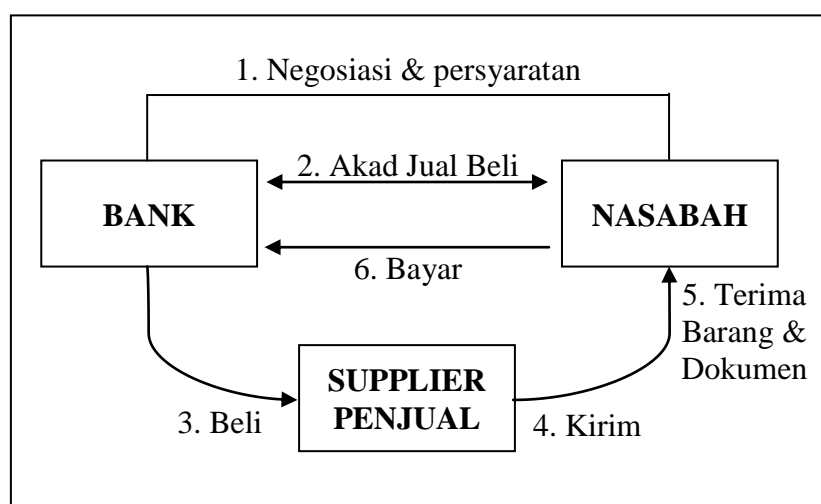 1. Negosiasi & persyaratan
2. Akad Jual Beli
BANK
NASABAH
6. Bayar
5. Terima
Barang &
Dokumen
SUPPLIER
PENJUAL
3. Beli
4. Kirim